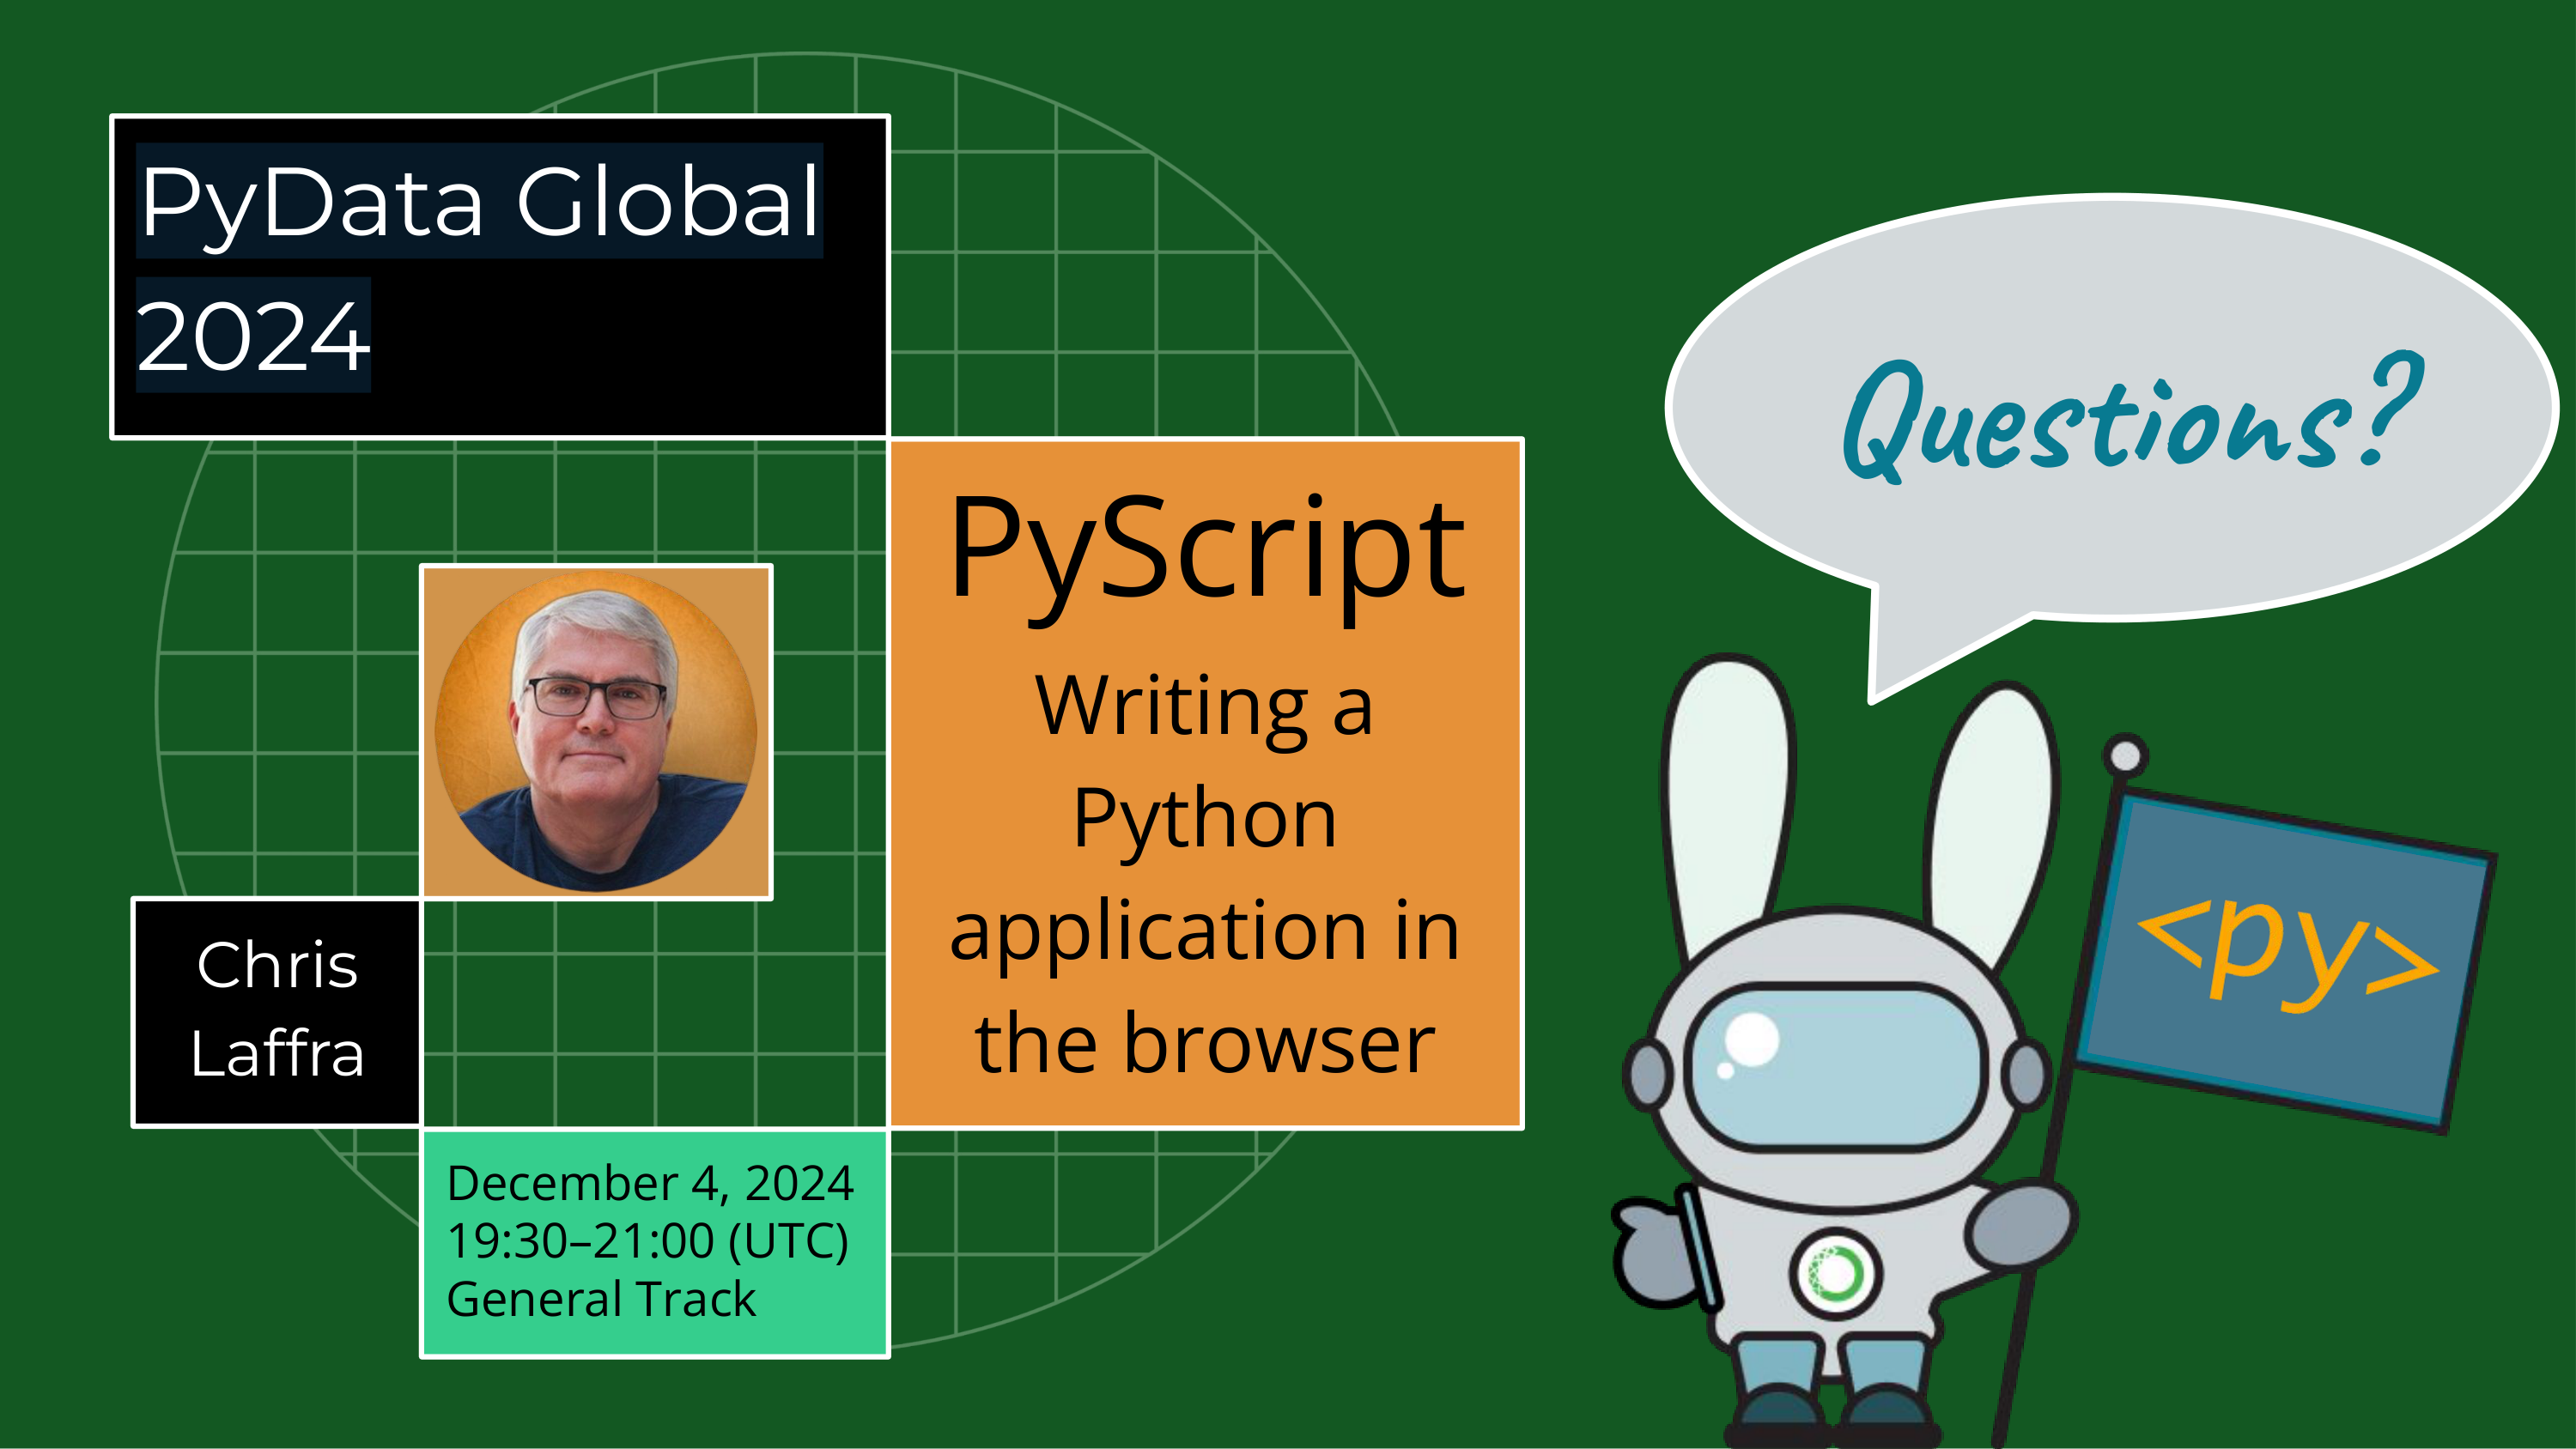 PyData Global
2024
Chris
Laffra
December 4, 2024
19:30–21:00 (UTC)
General Track
PyScript
Writing a
Python
application in
the browser
Questions?
<py>